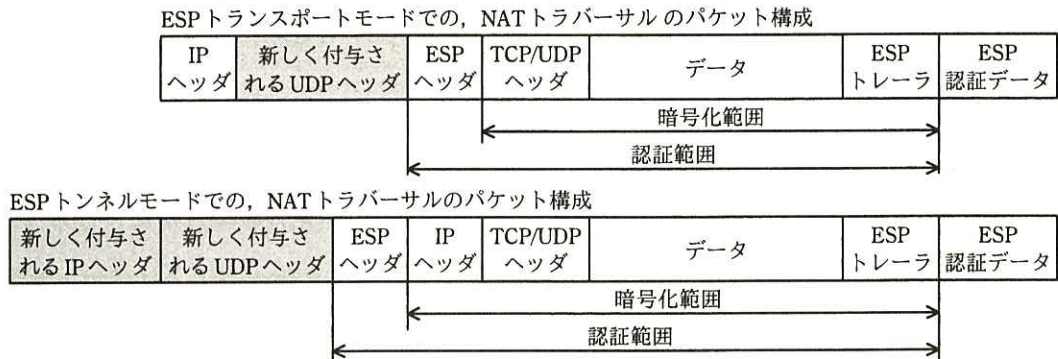 ESPトランスポートモードでの，NATトラバーサル のパケット構成
IP
ヘッダ
新しく付与さ
れるUDPヘッダ
ESP
ヘッダ
TCP/UDP
ヘッダ
データ
ESP
トレーラ
ESP
認証データ
暗号化範囲
認証範囲
ESPトンネルモードでの，NATトラバーサルのパケット構成
新しく付与さ
れるIPヘッダ
新しく付与さ
れるUDPヘッダ
ESP
ヘッダ
IP
ヘッダ
TCP/UDP
ヘッダ
データ
ESP
トレーラ
ESP
認証データ
暗号化範囲
認証範囲